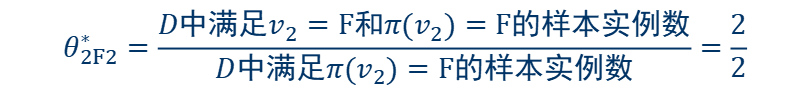 θ*2F2 = D中满足v2 = F和π(v2) = F的样本实例数 / D中满足π(v2) = F的样本实例数 = 2/2